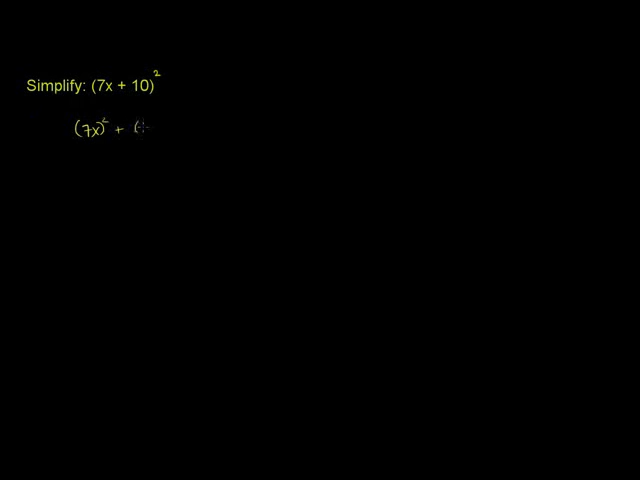 Simplify: (7x + 10)²
(7x)² + (